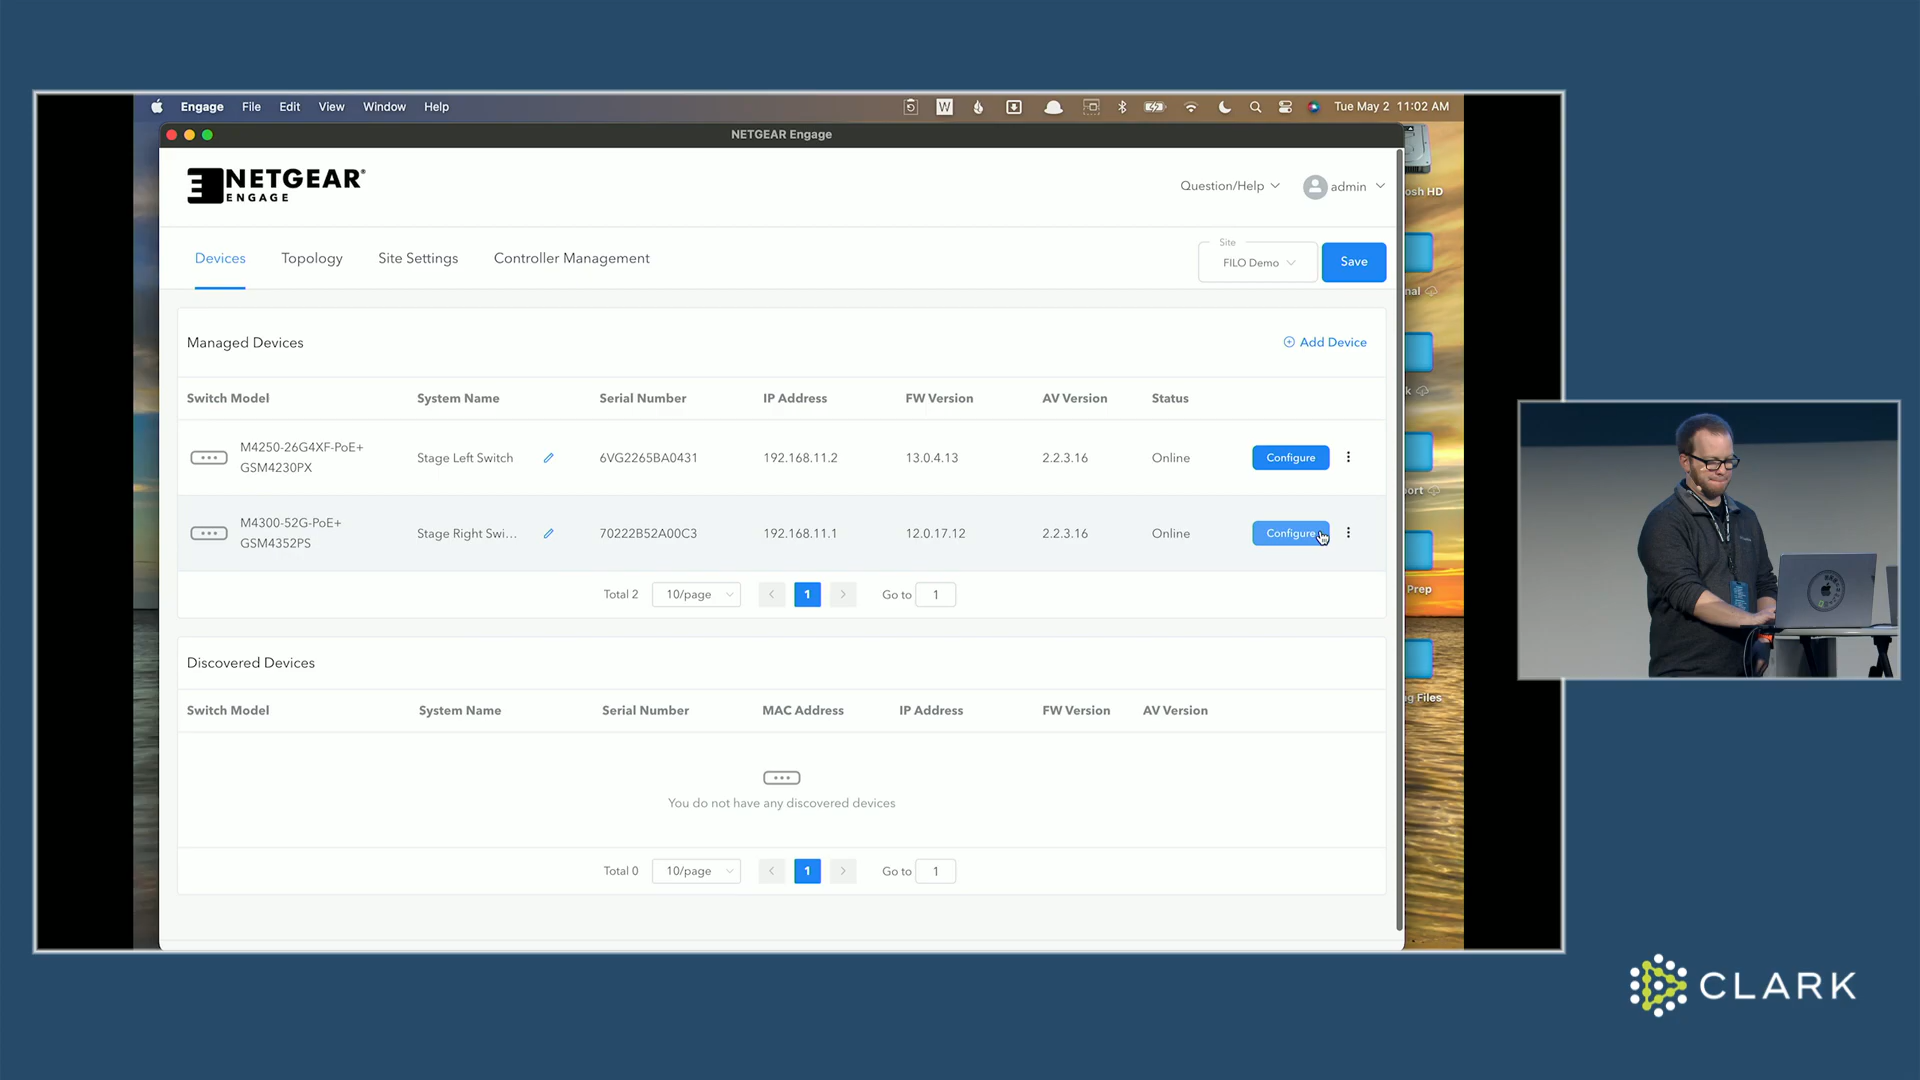 Engage File Edit View Window Help
W
Tue May 2 11:02 AM
NETGEAR Engage
NETGEAR®
ENGAGE
Question/Help
admin
osh HD
Devices Topology Site Settings Controller Management
Site
FILO Demo
Save
nal
Managed Devices
Add Device
k
Switch Model System Name Serial Number IP Address FW Version AV Version Status
M4250-26G4XF-PoE+
GSM4230PX
Stage Left Switch 6VG2265BA0431 192.168.11.2 13.0.4.13 2.2.3.16 Online Configure
ort
M4300-52G-PoE+
GSM4352PS
Stage Right Swi... 70222B52A00C3 192.168.11.1 12.0.17.12 2.2.3.16 Online Configure
Total 2 10/page 1 Go to 1
Prep
Discovered Devices
g Files
Switch Model System Name Serial Number MAC Address IP Address FW Version AV Version
You do not have any discovered devices
Total 0 10/page 1 Go to 1
CLARK